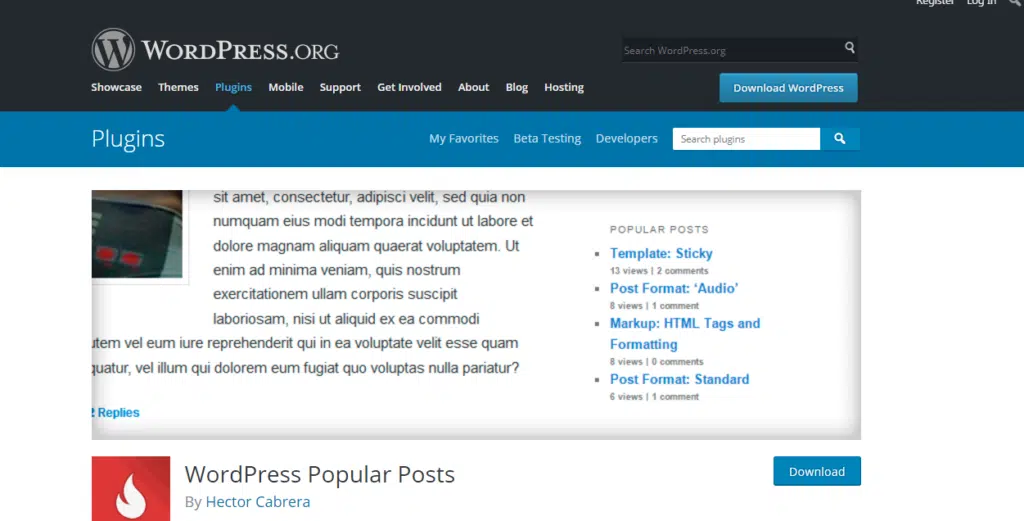 Register Log In
WORDPRESS.ORG
Search WordPress.org
Showcase Themes Plugins Mobile Support Get Involved About Blog Hosting
Download WordPress
Plugins
My Favorites Beta Testing Developers
Search plugins
sit amet, consectetur, adipisci velit, sed quia non
numquam eius modi tempora incidunt ut labore et
dolore magnam aliquam quaerat voluptatem. Ut
enim ad minima veniam, quis nostrum
exercitationem ullam corporis suscipit
laboriosam, nisi ut aliquid ex ea commodi
utem vel eum iure reprehenderit qui in ea voluptate velit esse quam
quatur, vel illum qui dolorem eum fugiat quo voluptas nulla pariatur?
2 Replies
POPULAR POSTS
Template: Sticky
13 views | 2 comments
Post Format: ‘Audio’
8 views | 1 comment
Markup: HTML Tags and
Formatting
8 views | 0 comments
Post Format: Standard
6 views | 1 comment
WordPress Popular Posts
By Hector Cabrera
Download